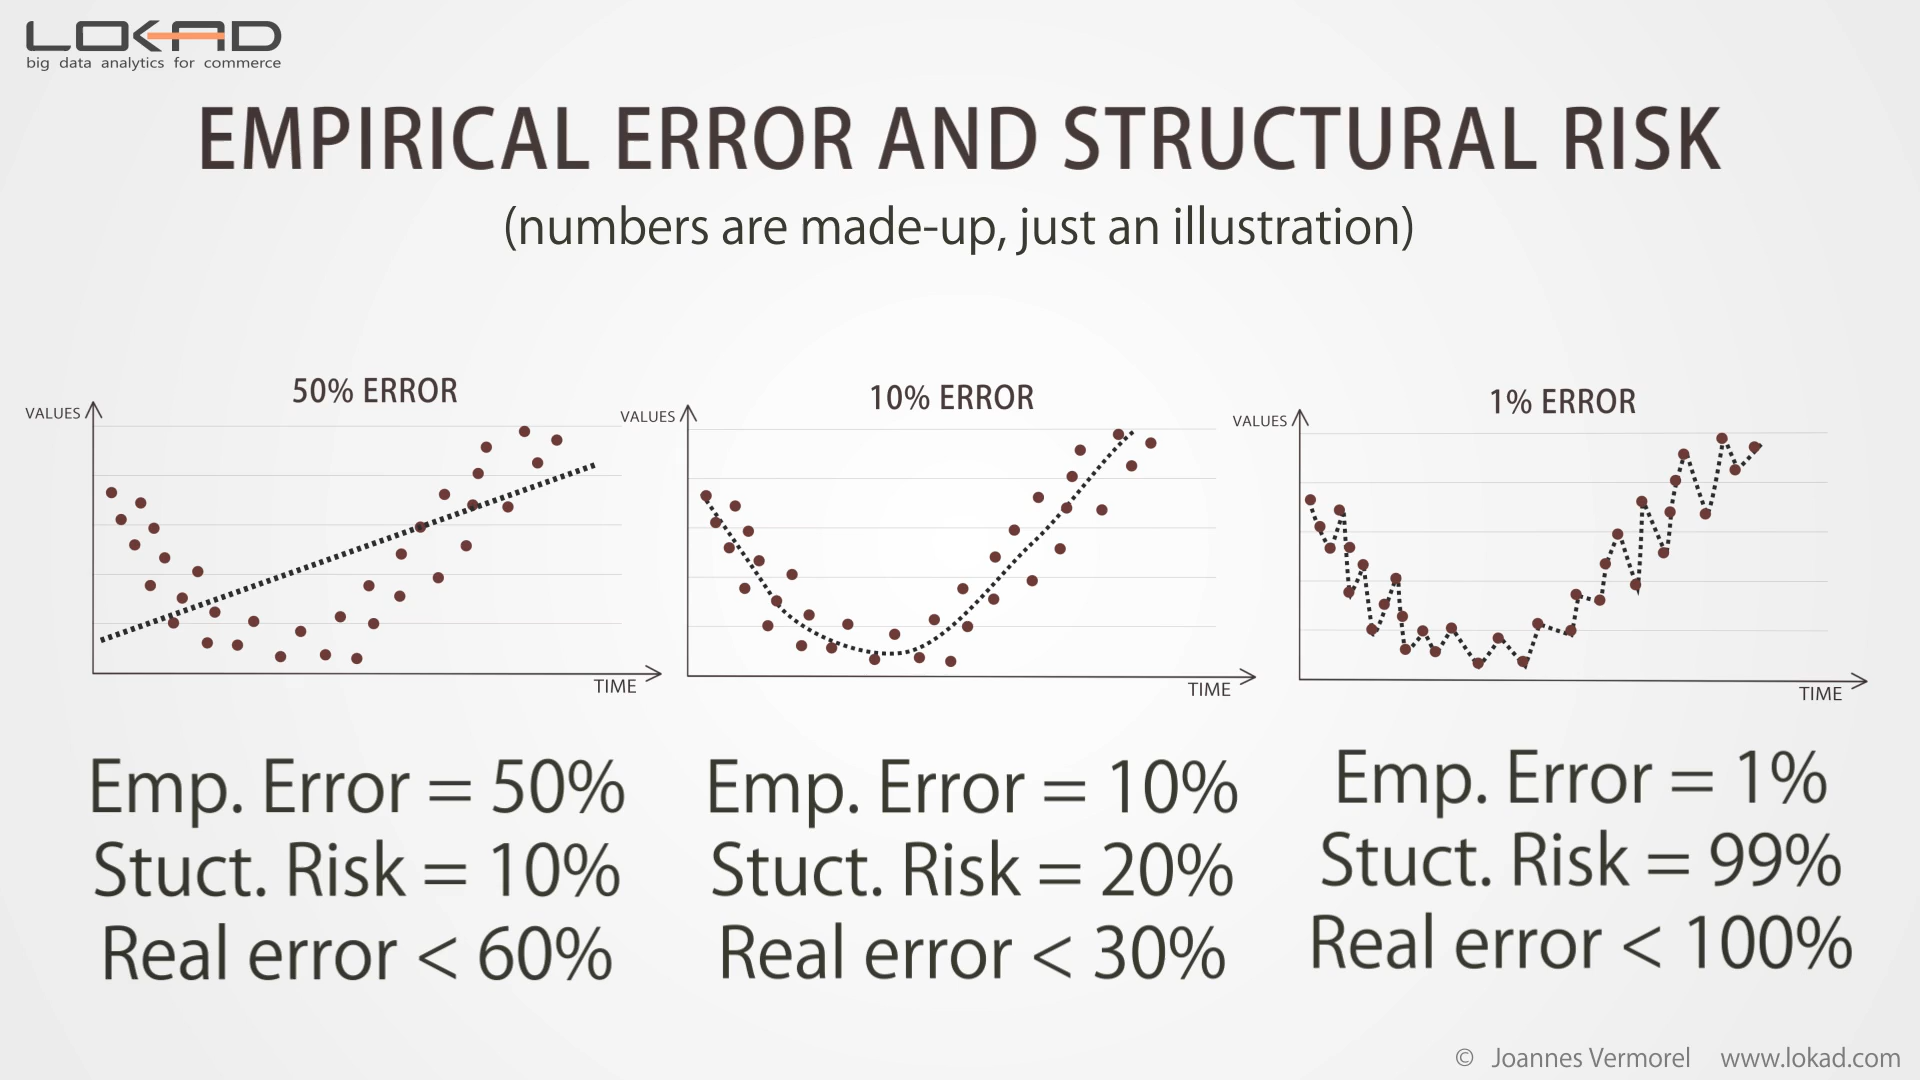 LOKAD
big data analytics for commerce
EMPIRICAL ERROR AND STRUCTURAL RISK
(numbers are made-up, just an illustration)
50% ERROR
VALUES
TIME
10% ERROR
VALUES
TIME
1% ERROR
VALUES
TIME
Emp. Error = 50%
Stuct. Risk = 10%
Real error < 60%
Emp. Error = 10%
Stuct. Risk = 20%
Real error < 30%
Emp. Error = 1%
Stuct. Risk = 99%
Real error < 100%
© Joannes Vermorel www.lokad.com